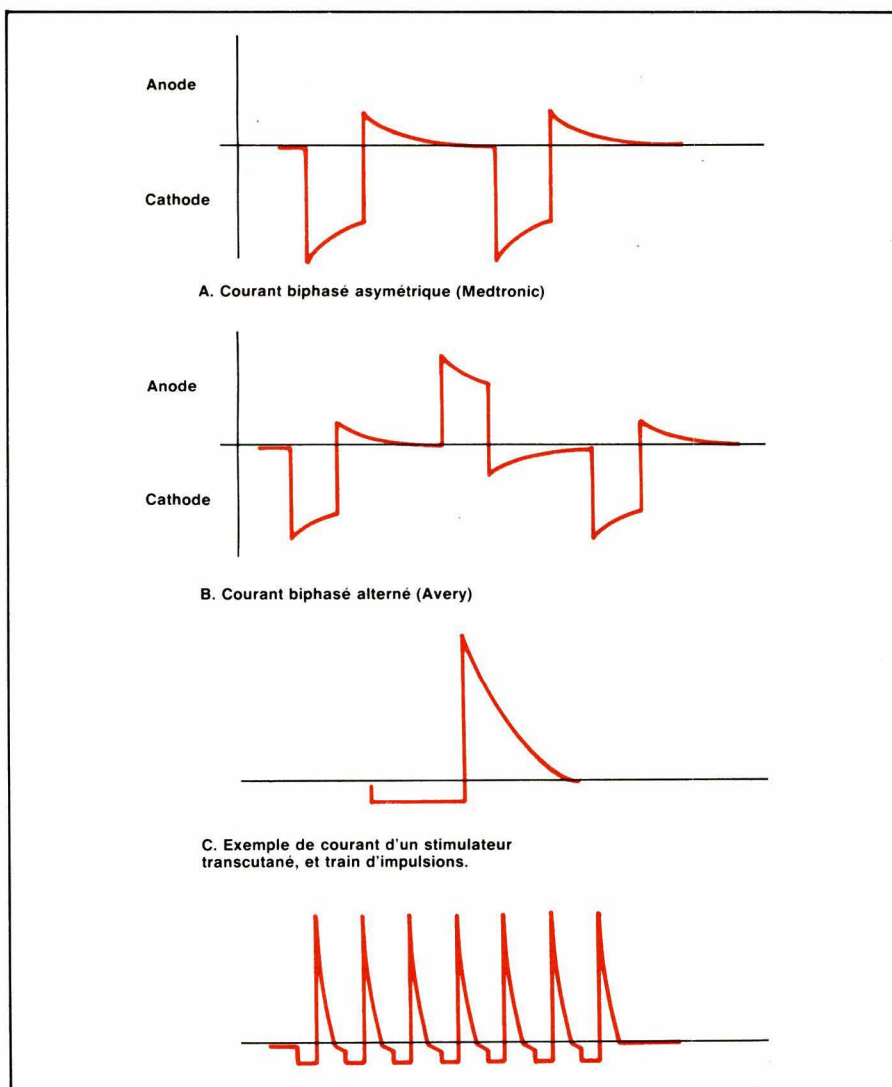 Anode
Cathode
A. Courant biphasé asymétrique (Medtronic)
Anode
Cathode
B. Courant biphasé alterné (Avery)
C. Exemple de courant d'un stimulateur
transcutané, et train d'impulsions.